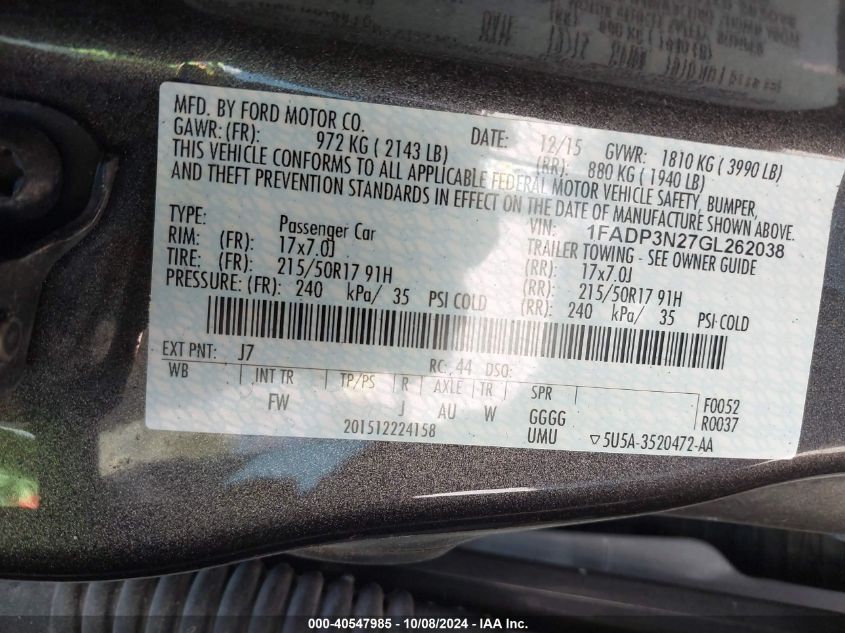 MFD. BY FORD MOTOR CO.
DATE: 12/15 GVWR: 1810 KG ( 3990 LB)
GAWR: (FR): 972 KG ( 2143 LB) (RR): 880 KG ( 1940 LB)
THIS VEHICLE CONFORMS TO ALL APPLICABLE FEDERAL MOTOR VEHICLE SAFETY, BUMPER,
AND THEFT PREVENTION STANDARDS IN EFFECT ON THE DATE OF MANUFACTURE SHOWN ABOVE.
VIN: 1FADP3N27GL262038
TYPE: Passenger Car TRAILER TOWING - SEE OWNER GUIDE
RIM: (FR): 17x7.0J (RR): 17x7.0J
TIRE: (FR): 215/50R17 91H (RR): 215/50R17 91H
PRESSURE: (FR): 240 kPa/ 35 PSI COLD (RR): 240 kPa/ 35 PSI COLD
EXT PNT: J7 RC: 44 DSO:
WB INT TR TP/PS R AXLE TR SPR F0052
FW J AU W GGGG R0037
201512224158 UMU ▽5U5A-3520472-AA
000-40547985 - 10/08/2024 - IAAI.com